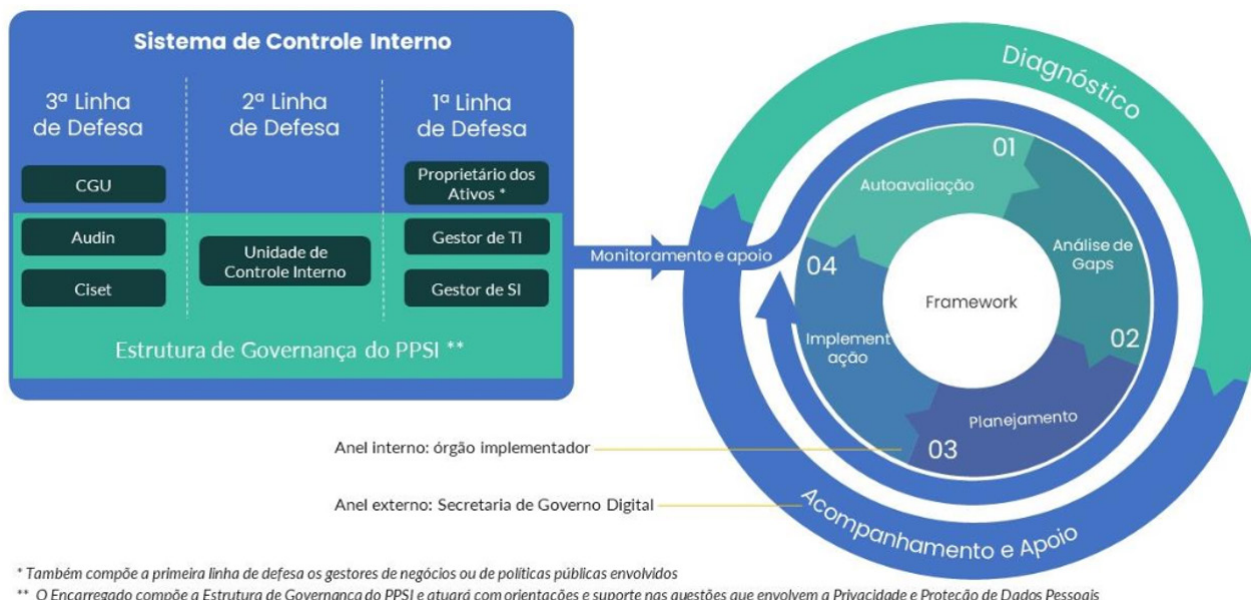 Sistema de Controle Interno
3ª Linha
de Defesa
2ª Linha
de Defesa
1ª Linha
de Defesa
CGU
Audin
Ciset
Unidade de
Controle Interno
Proprietário dos
Ativos *
Gestor de TI
Gestor de SI
Estrutura de Governança do PPSI **
Monitoramento e apoio
Diagnóstico
01
Autoavaliação
Análise de
Gaps
02
Planejamento
03
04
Implement
ação
Framework
Acompanhamento e Apoio
Anel interno: órgão implementador
Anel externo: Secretaria de Governo Digital
* Também compõe a primeira linha de defesa os gestores de negócios ou de políticas públicas envolvidos
** O Encarregado compõe a Estrutura de Governança do PPSI e atuará com orientações e suporte nas questões que envolvem a Privacidade e Proteção de Dados Pessoais